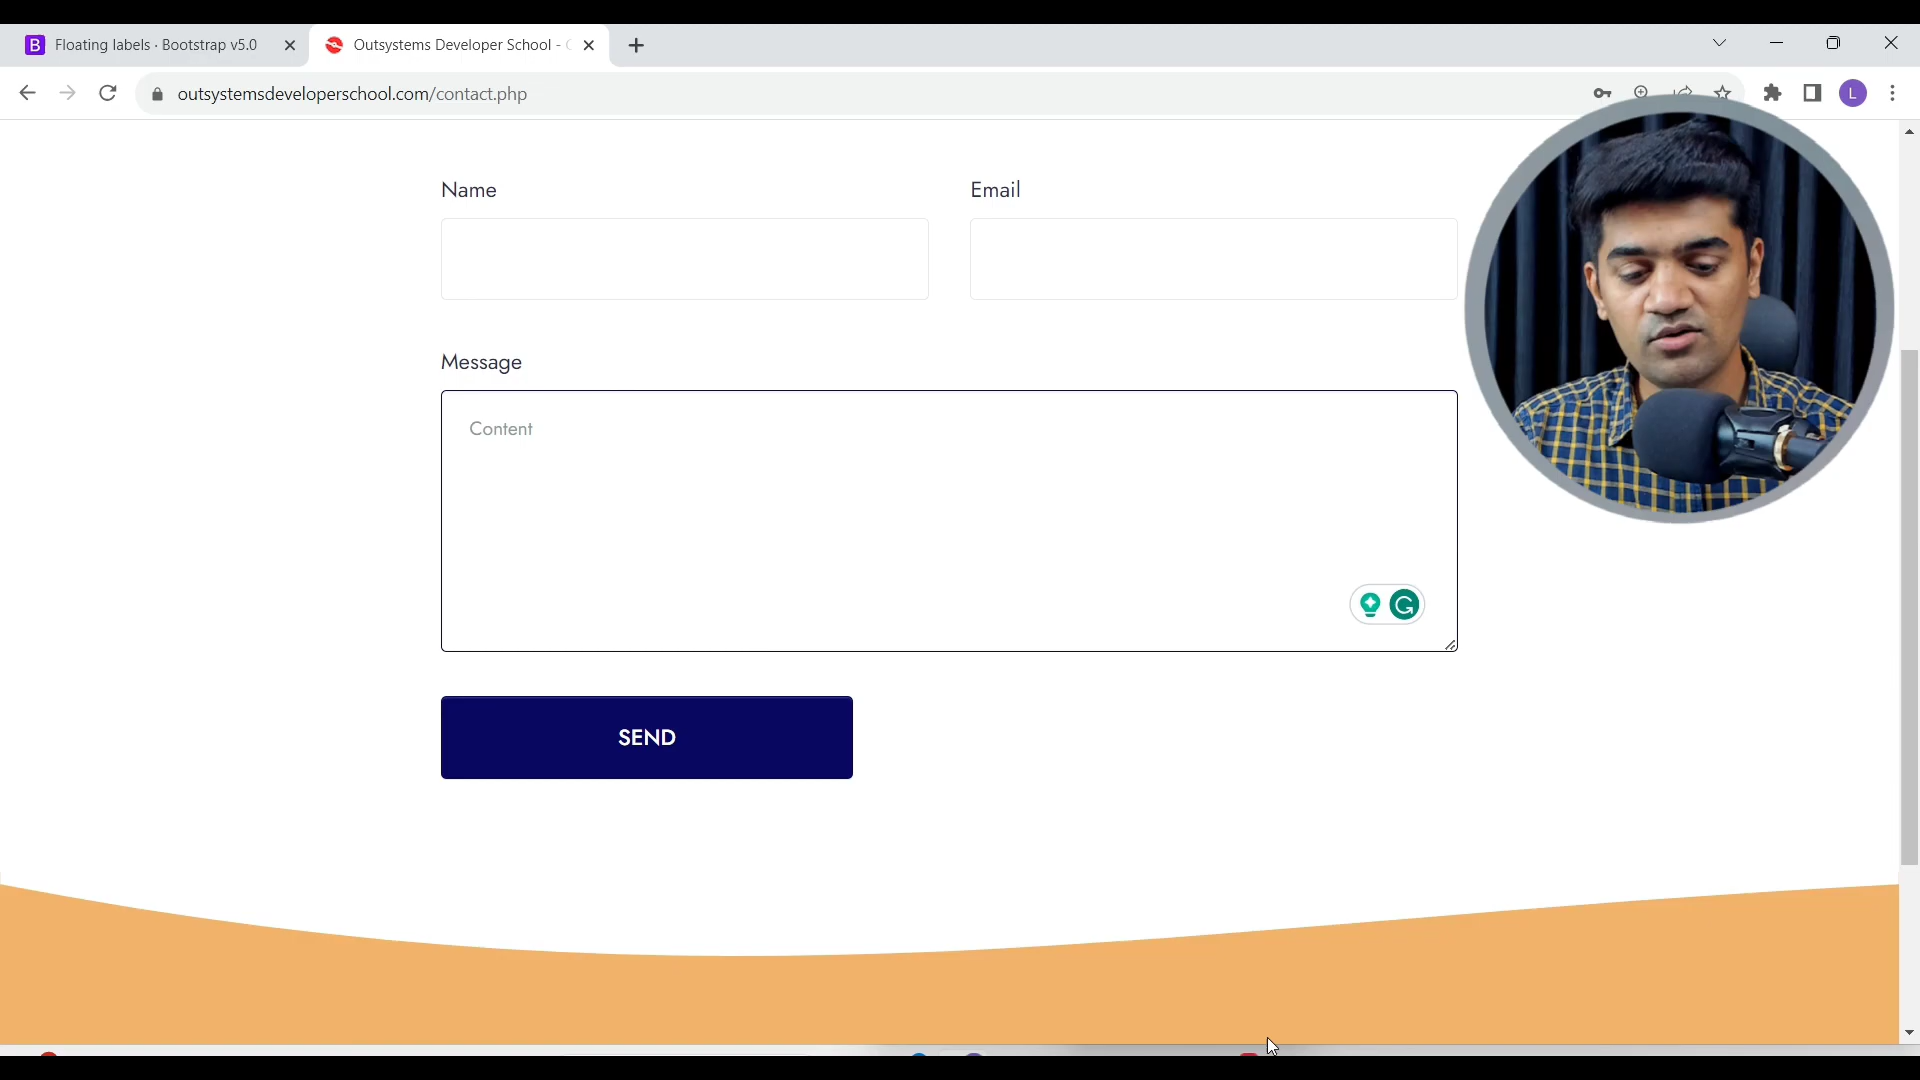 B Floating labels · Bootstrap v5.0
Outsystems Developer School -
outsystemsdeveloperschool.com/contact.php
L
Name
Email
Message
Content
G
SEND